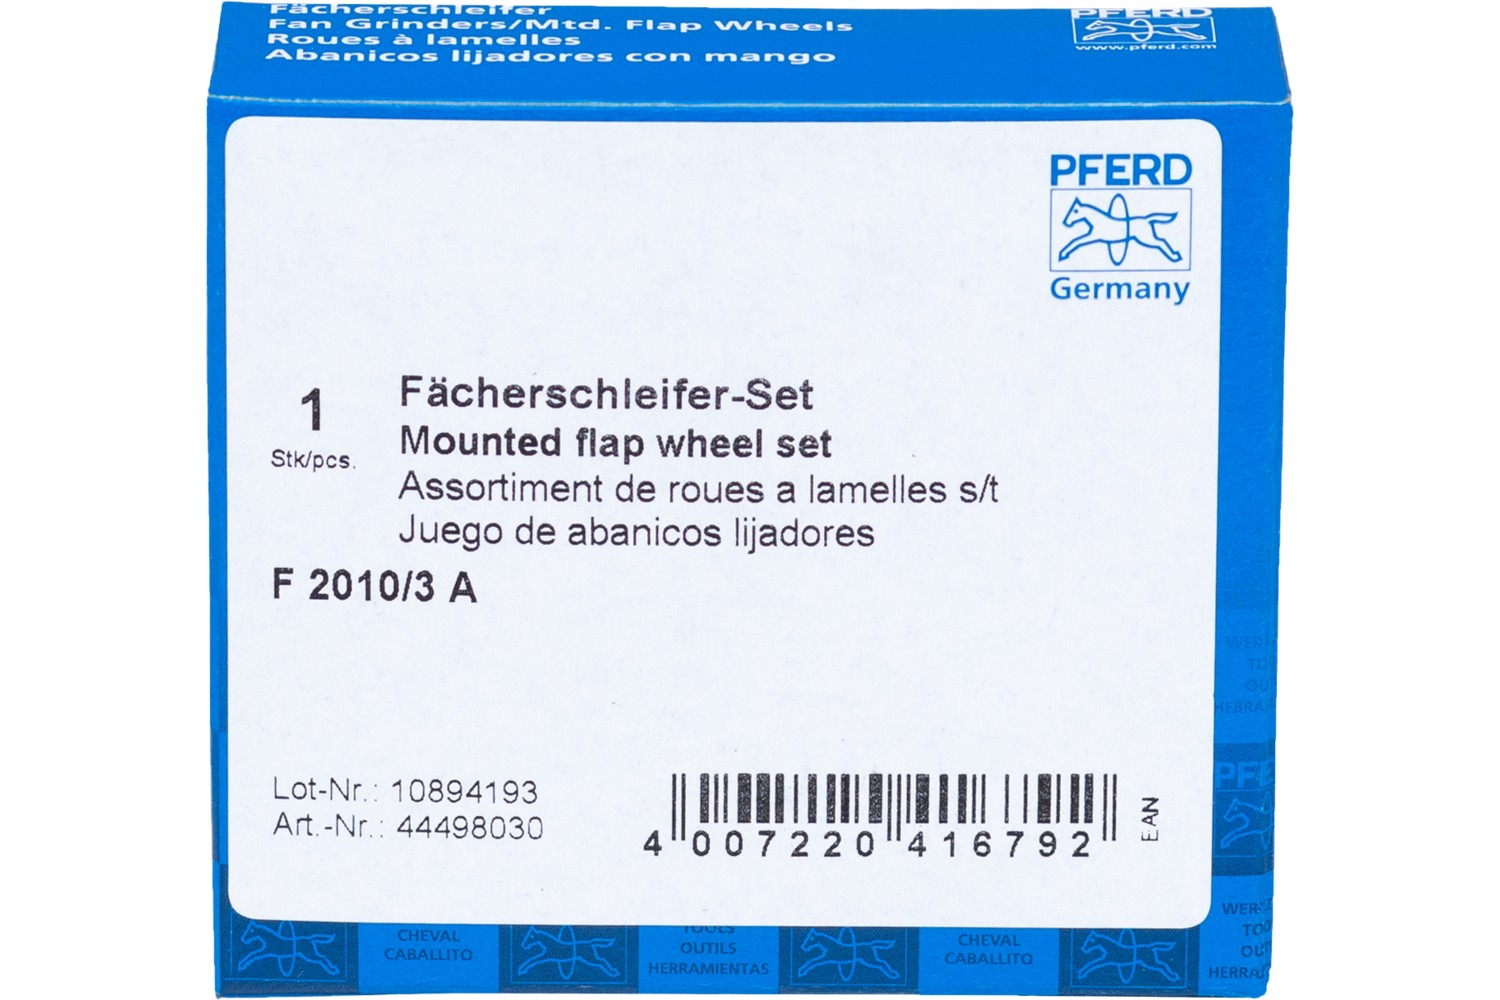 Fächerschleifer
Fan Grinders/Mtd. Flap Wheels
Roues à lamelles
Abanicos lijadores con mango
PFERD
www.pferd.com
PFERD
Germany
1
Stk/pcs.
Fächerschleifer-Set
Mounted flap wheel set
Assortiment de roues a lamelles s/t
Juego de abanicos lijadores
F 2010/3 A
Lot-Nr.: 10894193
Art.-Nr.: 44498030
4 007220 416792
EAN
CHEVAL
CABALLITO
TOOLS
OUTILS
HERRAMIENTAS
CHEVAL
CABALLITO